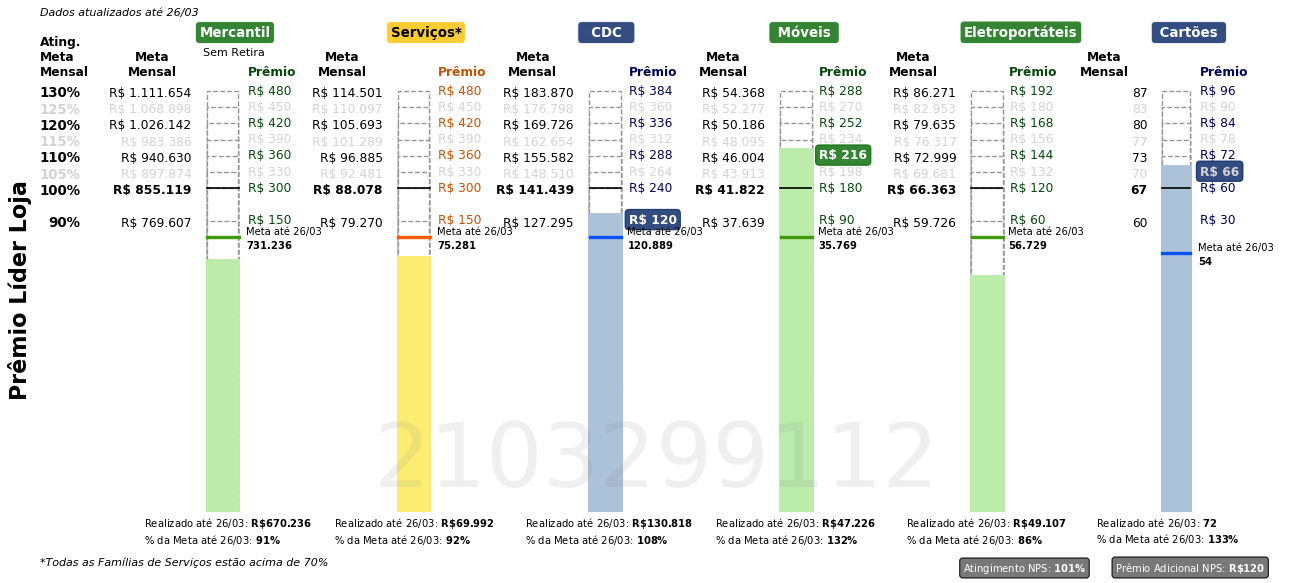 Dados atualizados até 26/03
Mercantil Serviços* CDC Móveis Eletroportáteis Cartões
Sem Retira
Ating. Meta Mensal Meta Mensal Prêmio Meta Mensal Prêmio Meta Mensal Prêmio Meta Mensal Prêmio Meta Mensal Prêmio Meta Mensal Prêmio
130% R$ 1.111.654 R$ 480 R$ 114.501 R$ 480 R$ 183.870 R$ 384 R$ 54.368 R$ 288 R$ 86.271 R$ 192 87 R$ 96
125% R$ 1.068.898 R$ 450 R$ 110.097 R$ 450 R$ 176.798 R$ 360 R$ 52.277 R$ 270 R$ 82.953 R$ 180 83 R$ 90
120% R$ 1.026.142 R$ 420 R$ 105.693 R$ 420 R$ 169.726 R$ 336 R$ 50.186 R$ 252 R$ 79.635 R$ 168 80 R$ 84
115% R$ 983.386 R$ 390 R$ 101.289 R$ 390 R$ 162.654 R$ 312 R$ 48.095 R$ 234 R$ 76.317 R$ 156 77 R$ 78
110% R$ 940.630 R$ 360 R$ 96.885 R$ 360 R$ 155.582 R$ 288 R$ 46.004 R$ 216 R$ 72.999 R$ 144 73 R$ 72
105% R$ 897.874 R$ 330 R$ 92.481 R$ 330 R$ 148.510 R$ 264 R$ 43.913 R$ 198 R$ 69.681 R$ 132 70 R$ 66
100% R$ 855.119 R$ 300 R$ 88.078 R$ 300 R$ 141.439 R$ 240 R$ 41.822 R$ 180 R$ 66.363 R$ 120 67 R$ 60
90% R$ 769.607 R$ 150 R$ 79.270 R$ 150 R$ 127.295 R$ 120 R$ 37.639 R$ 90 R$ 59.726 R$ 60 60 R$ 30
Meta até 26/03 Meta até 26/03 Meta até 26/03 Meta até 26/03 Meta até 26/03 Meta até 26/03
731.236 75.281 120.889 35.769 56.729 54
Prêmio Líder Loja
2103299112
Realizado até 26/03: R$670.236 Realizado até 26/03: R$69.992 Realizado até 26/03: R$130.818 Realizado até 26/03: R$47.226 Realizado até 26/03: R$49.107 Realizado até 26/03: 72
% da Meta até 26/03: 91% % da Meta até 26/03: 92% % da Meta até 26/03: 108% % da Meta até 26/03: 132% % da Meta até 26/03: 86% % da Meta até 26/03: 133%
*Todas as Famílias de Serviços estão acima de 70%
Atingimento NPS: 101% Prêmio Adicional NPS: R$120